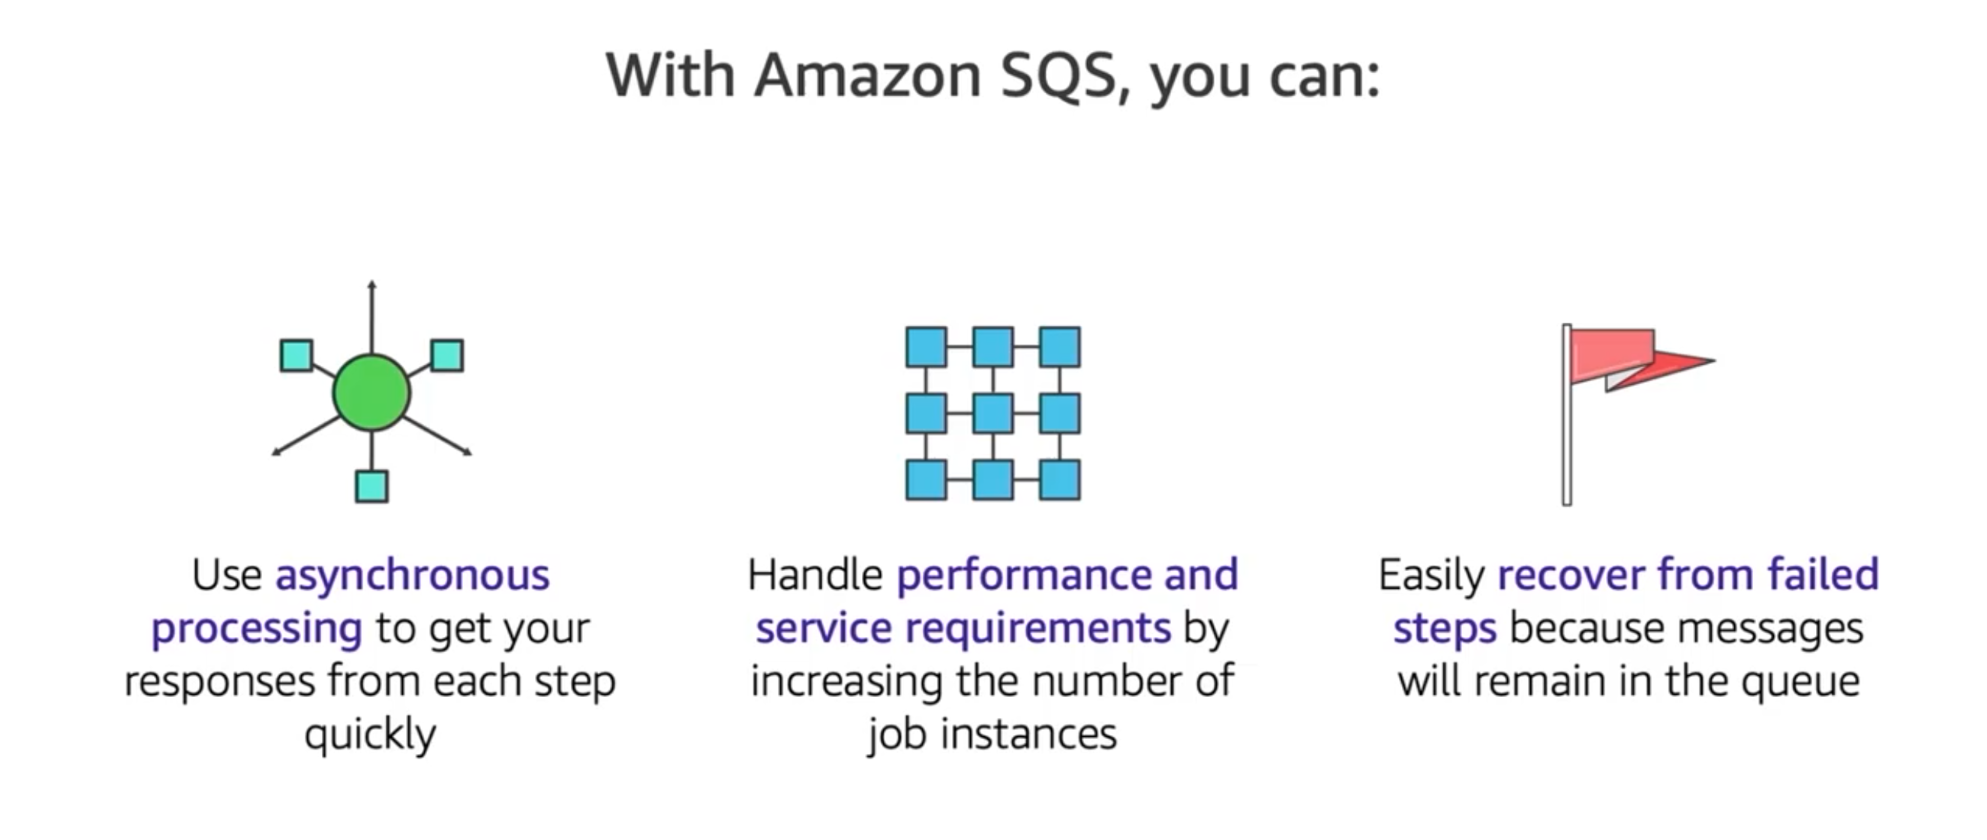 With Amazon SQS, you can:
Use asynchronous
processing to get your
responses from each step
quickly
Handle performance and
service requirements by
increasing the number of
job instances
Easily recover from failed
steps because messages
will remain in the queue